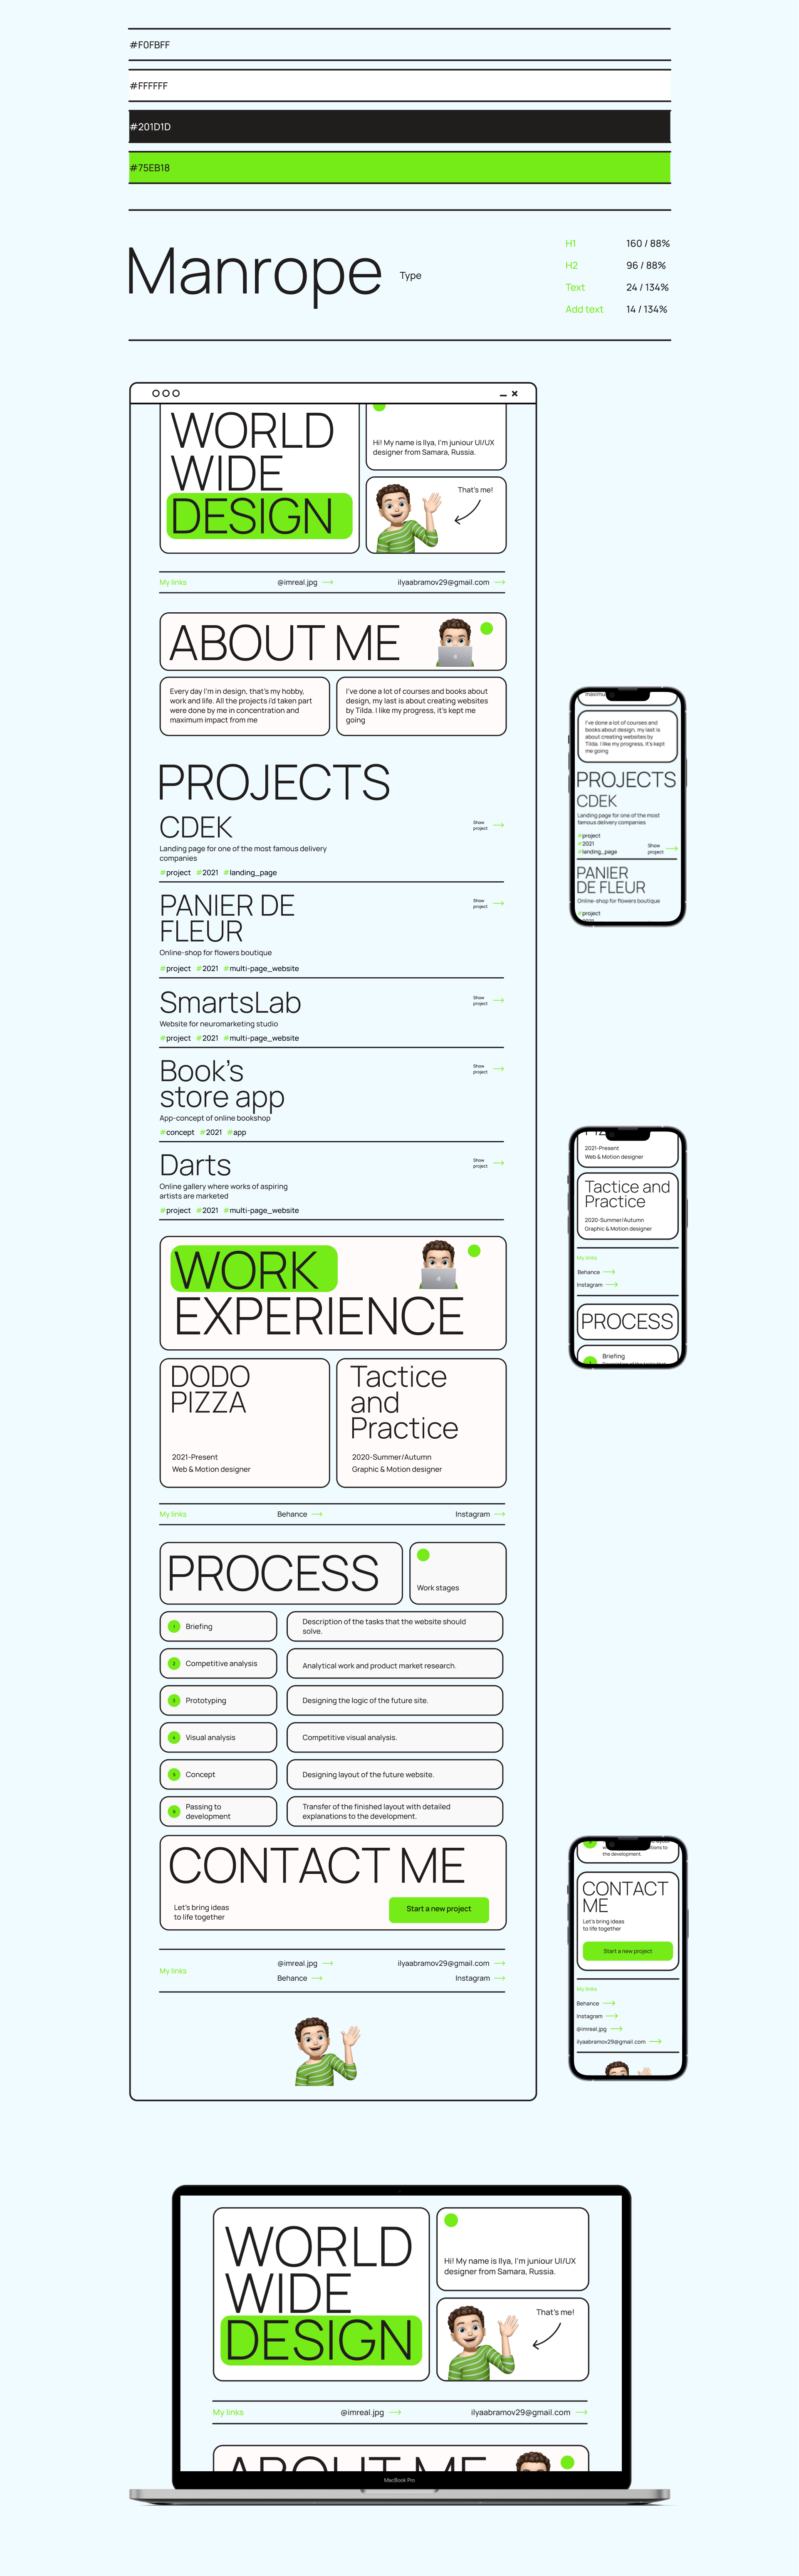 #F0FBFF
#FFFFFF
#201D1D
#75EB18
Manrope
Type
H1 160 / 88%
H2 96 / 88%
Text 24 / 134%
Add text 14 / 134%
WORLD
WIDE
DESIGN
Hi! My name is Ilya, I'm juniour UI/UX
designer from Samara, Russia.
That's me!
My links @imreal.jpg ilyaabramov29@gmail.com
ABOUT ME
Every day I'm in design, that's my hobby,
work and life. All the projects i'd taken part
were done by me in concentration and
maximum impact from me
I've done a lot of courses and books about
design, my last is about creating websites
by Tilda. I like my progress, it's kept me
going
PROJECTS
CDEK
Show
project
Landing page for one of the most famous delivery
companies
#project #2021 #landing_page
PANIER DE
FLEUR
Show
project
Online-shop for flowers boutique
#project #2021 #multi-page_website
SmartsLab
Show
project
Website for neuromarketing studio
#project #2021 #multi-page_website
Book's
store app
Show
project
App-concept of online bookshop
#concept #2021 #app
Darts
Show
project
Online gallery where works of aspiring
artists are marketed
#project #2021 #multi-page_website
WORK
EXPERIENCE
DODO
PIZZA
2021-Present
Web & Motion designer
Tactice
and
Practice
2020-Summer/Autumn
Graphic & Motion designer
My links Behance Instagram
PROCESS
Work stages
1 Briefing
Description of the tasks that the website should
solve.
2 Competitive analysis
Analytical work and product market research.
3 Prototyping
Designing the logic of the future site.
4 Visual analysis
Competitive visual analysis.
5 Concept
Designing layout of the future website.
6 Passing to
development
Transfer of the finished layout with detailed
explanations to the development.
CONTACT ME
Let's bring ideas
to life together
Start a new project
My links
@imreal.jpg ilyaabramov29@gmail.com
Behance Instagram
I've done a lot of courses and
books about design, my last is
about creating websites by
Tilda. I like my progress, it's kept
me going
PROJECTS
CDEK
Landing page for one of the most
famous delivery companies
#project
#2021
#landing_page
Show
project
PANIER
DE FLEUR
Online-shop for flowers boutique
#project
2021-Present
Web & Motion designer
Tactice and
Practice
2020-Summer/Autumn
Graphic & Motion designer
My links
Behance
Instagram
PROCESS
Briefing
the development.
CONTACT
ME
Let's bring ideas
to life together
Start a new project
My links
Behance
Instagram
@imreal.jpg
ilyaabramov29@gmail.com
WORLD
WIDE
DESIGN
Hi! My name is Ilya, I'm juniour UI/UX
designer from Samara, Russia.
That's me!
My links @imreal.jpg ilyaabramov29@gmail.com
ABOUT ME
MacBook Pro